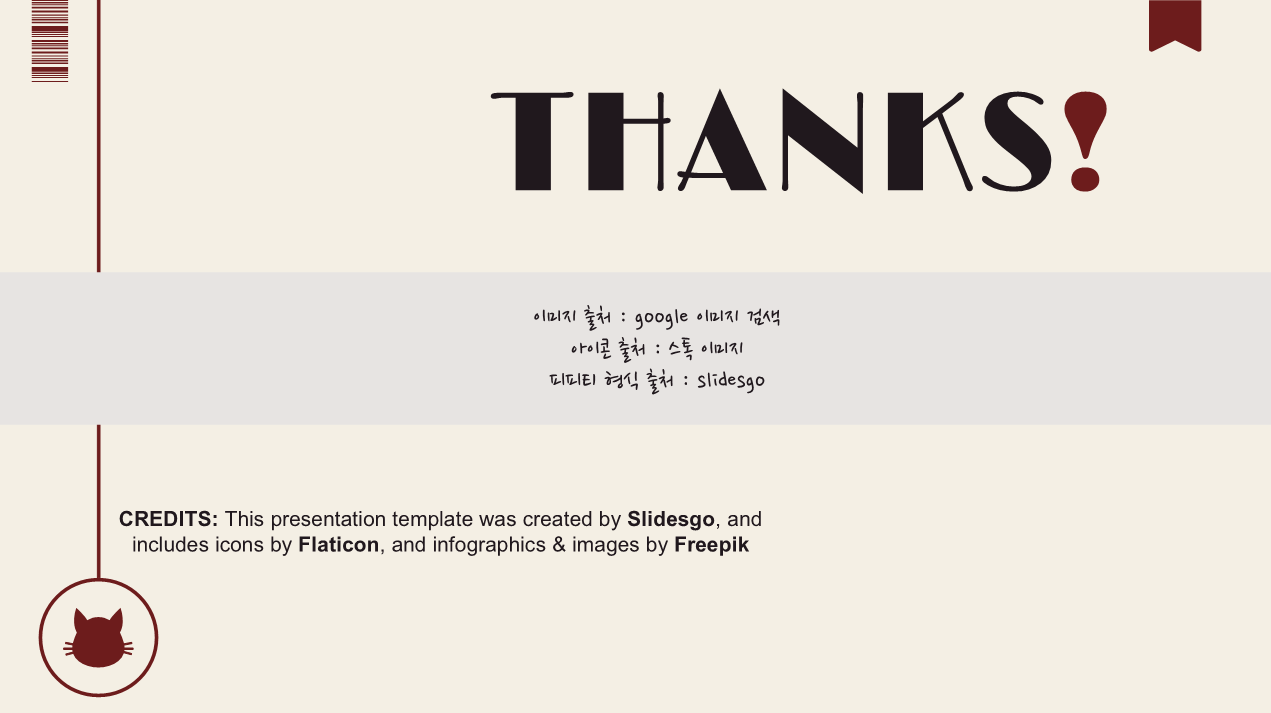 THANKS!
이미지 출처 : google 이미지 검색
아이콘 출처 : 스톡 이미지
피피티 형식 출처 : slidesgo
CREDITS: This presentation template was created by Slidesgo, and
includes icons by Flaticon, and infographics & images by Freepik